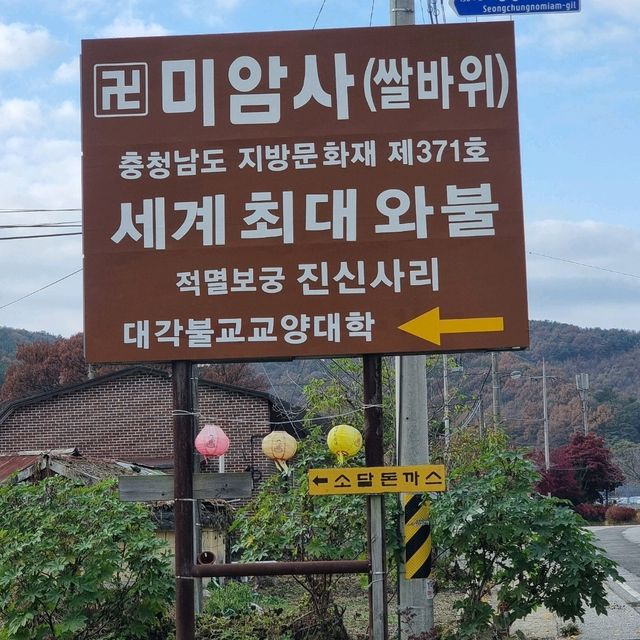 Seongchungnomiam-gil
卍 미암사(쌀바위)
충청남도 지방문화재 제371호
세계 최대 와불
적멸보궁 진신사리
대각불교교양대학 ←
← 소담돈까스